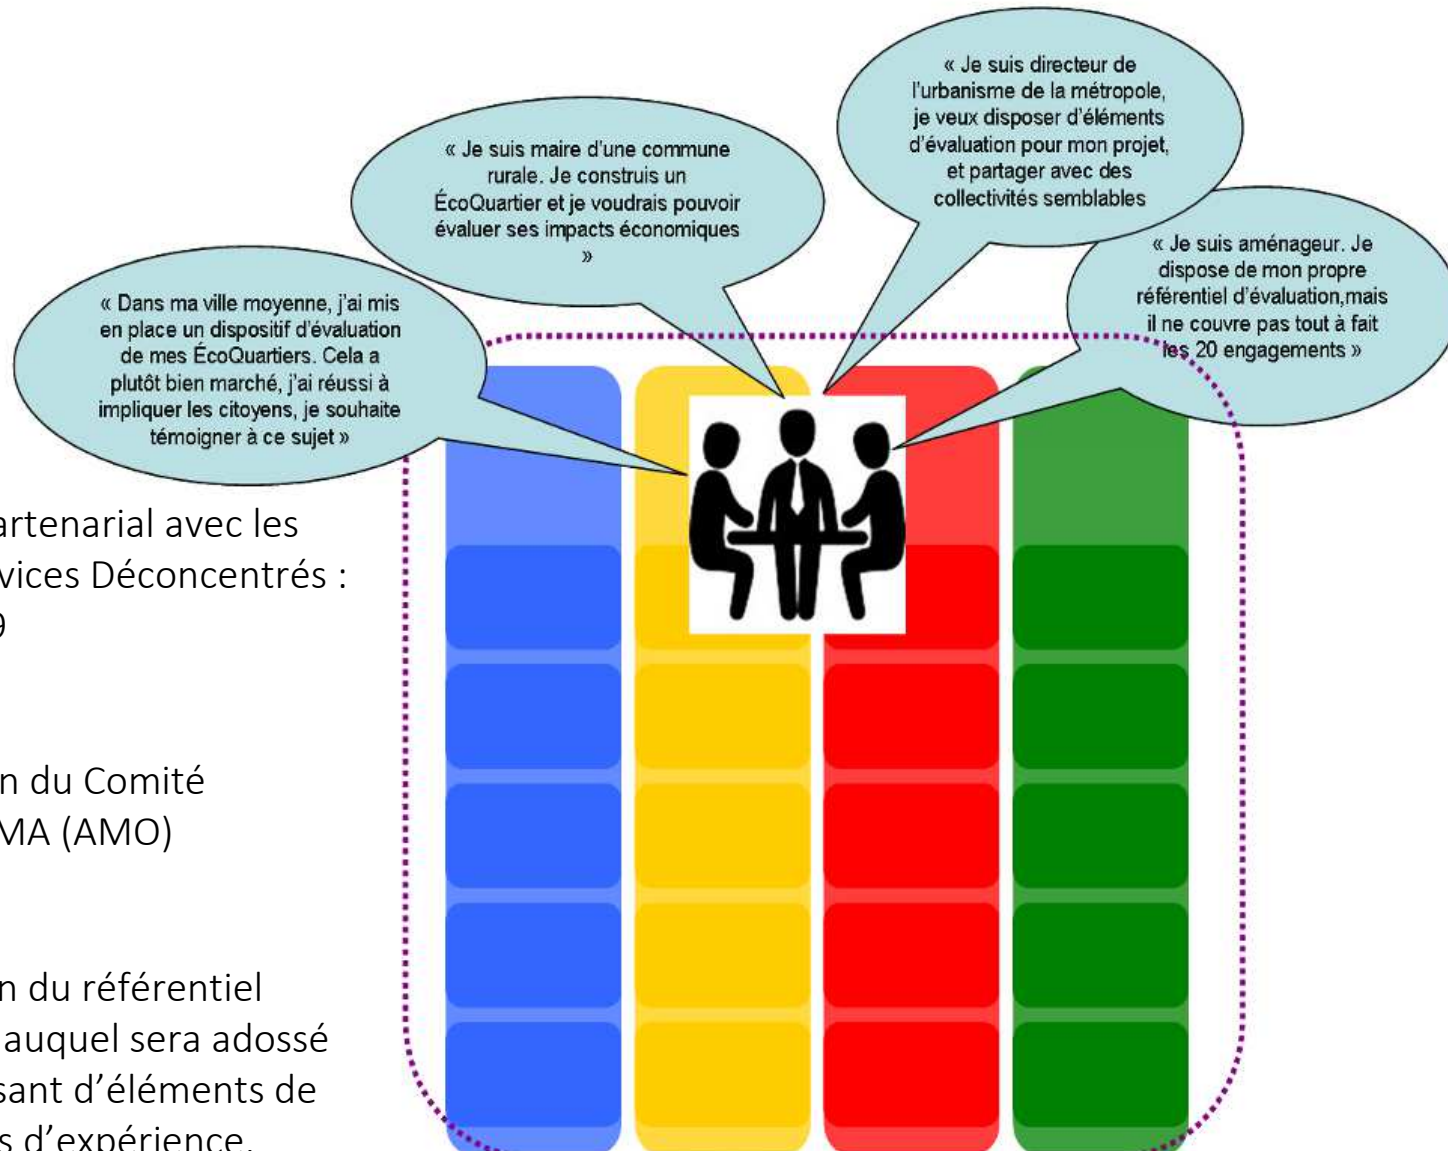 « Je suis directeur de
l'urbanisme de la métropole,
je veux disposer d'éléments
d'évaluation pour mon projet,
et partager avec des
collectivités semblables
« Je suis maire d'une commune
rurale. Je construis un
ÉcoQuartier et je voudrais pouvoir
évaluer ses impacts économiques
»
« Je suis aménageur. Je
dispose de mon propre
référentiel d'évaluation,mais
il ne couvre pas tout à fait
les 20 engagements »
« Dans ma ville moyenne, j'ai mis
en place un dispositif d'évaluation
de mes ÉcoQuartiers. Cela a
plutôt bien marché, j'ai réussi à
impliquer les citoyens, je souhaite
témoigner à ce sujet »
artenarial avec les
vices Déconcentrés :
9
n du Comité
MA (AMO)
n du référentiel
auquel sera adossé
sant d'éléments de
s d'expérience.